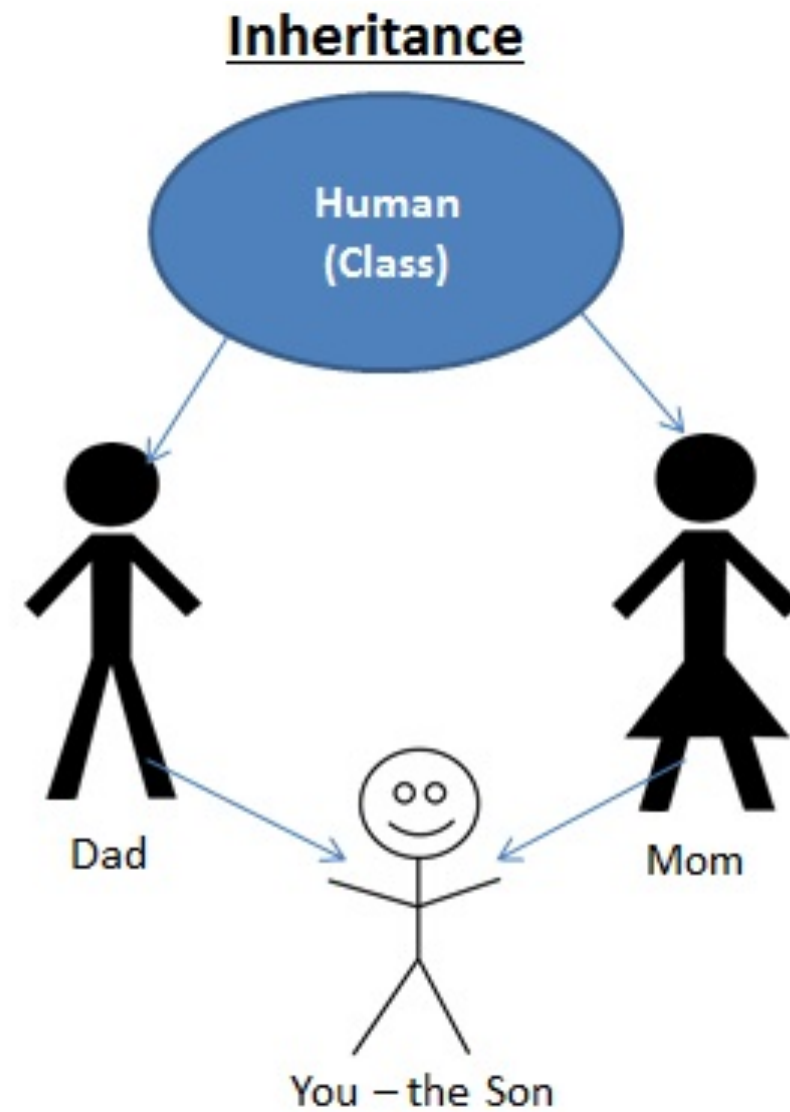 Inheritance
Human
(Class)
Dad
Mom
You – the Son